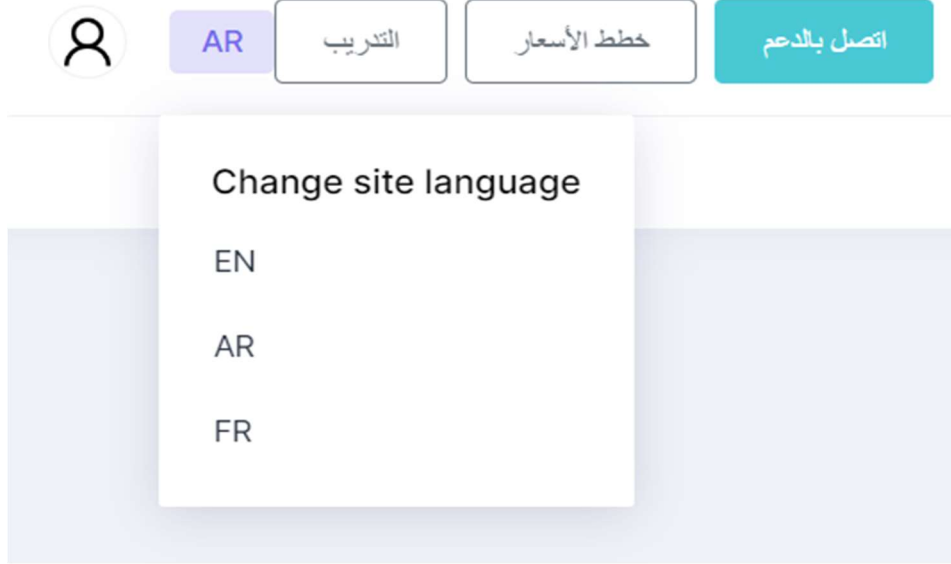 اتصل بالدعم
خطط الأسعار
التدريب
AR
Change site language
EN
AR
FR